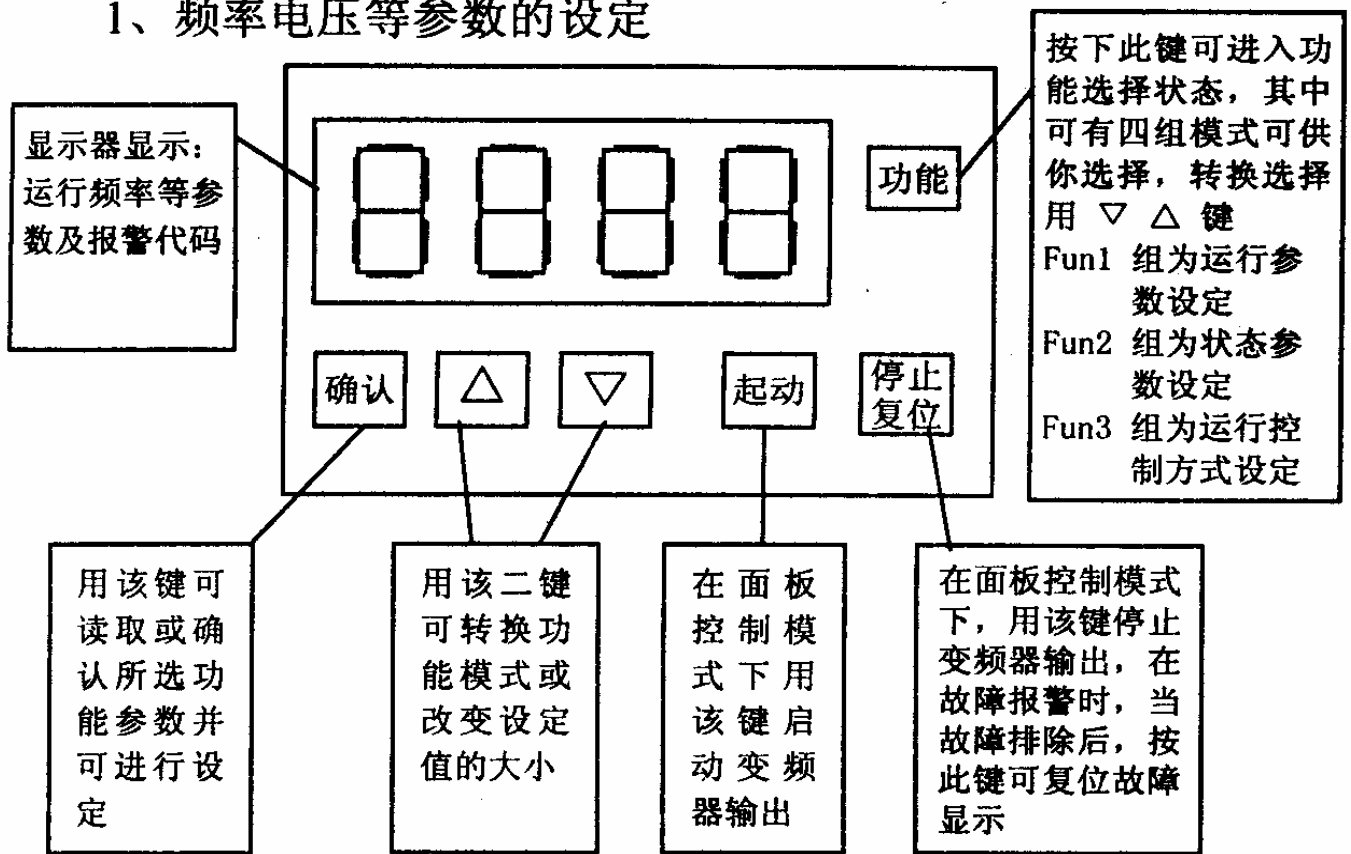 1、频率电压等参数的设定
显示器显示：
运行频率等参
数及报警代码
功能
按下此键可进入功
能选择状态，其中
可有四组模式可供
你选择，转换选择
用 ▽ △ 键
Fun1 组为运行参
数设定
Fun2 组为状态参
数设定
Fun3 组为运行控
制方式设定
确认
△
▽
起动
停止
复位
用该键可
读取或确
认所选功
能参数并
可进行设
定
用该二键
可转换功
能模式或
改变设定
值的大小
在面板
控制模
式下用
该键启
动变频
器输出
在面板控制模式
下，用该键停止
变频器输出，在
故障报警时，当
故障排除后，按
此键可复位故障
显示